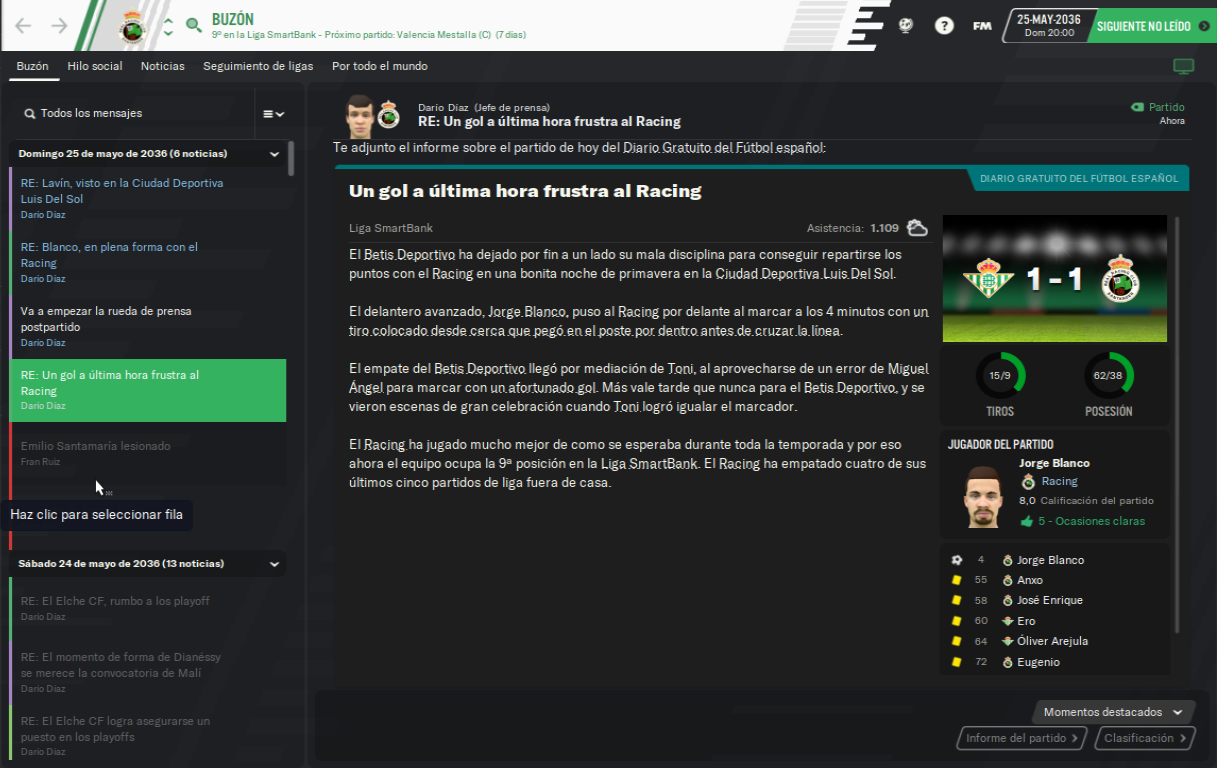 BUZÓN
9º en la Liga SmartBank - Próximo partido: Valencia Mestalla (C) (7 días)
?
FM
25-MAY-2036
Dom 20:00
SIGUIENTE NO LEÍDO
Buzón Hilo social Noticias Seguimiento de ligas Por todo el mundo
Todos los mensajes
Domingo 25 de mayo de 2036 (6 noticias)
RE: Lavín, visto en la Ciudad Deportiva
Luis Del Sol
Darío Díaz
RE: Blanco, en plena forma con el
Racing
Darío Díaz
Va a empezar la rueda de prensa
postpartido
Darío Díaz
RE: Un gol a última hora frustra al
Racing
Darío Díaz
Emilio Santamaría lesionado
Fran Ruiz
Haz clic para seleccionar fila
Sábado 24 de mayo de 2036 (13 noticias)
RE: El Elche CF, rumbo a los playoff
Darío Díaz
RE: El momento de forma de Dianéssy
se merece la convocatoria de Malí
Darío Díaz
RE: El Elche CF logra asegurarse un
puesto en los playoffs
Darío Díaz
Darío Díaz (Jefe de prensa)
RE: Un gol a última hora frustra al Racing
Partido
Ahora
Te adjunto el informe sobre el partido de hoy del Diario Gratuito del Fútbol español:
DIARIO GRATUITO DEL FÚTBOL ESPAÑOL
Un gol a última hora frustra al Racing
Liga SmartBank
Asistencia: 1.109
El Betis Deportivo ha dejado por fin a un lado su mala disciplina para conseguir repartirse los
puntos con el Racing en una bonita noche de primavera en la Ciudad Deportiva Luis Del Sol.
El delantero avanzado, Jorge Blanco, puso al Racing por delante al marcar a los 4 minutos con un
tiro colocado desde cerca que pegó en el poste por dentro antes de cruzar la línea.
El empate del Betis Deportivo llegó por mediación de Toni, al aprovecharse de un error de Miguel
Ángel para marcar con un afortunado gol. Más vale tarde que nunca para el Betis Deportivo, y se
vieron escenas de gran celebración cuando Toni logró igualar el marcador.
El Racing ha jugado mucho mejor de como se esperaba durante toda la temporada y por eso
ahora el equipo ocupa la 9ª posición en la Liga SmartBank. El Racing ha empatado cuatro de sus
últimos cinco partidos de liga fuera de casa.
1 - 1
15/9
TIROS
62/38
POSESIÓN
JUGADOR DEL PARTIDO
Jorge Blanco
Racing
8,0 Calificación del partido
5 - Ocasiones claras
4 Jorge Blanco
55 Anxo
58 José Enrique
60 Ero
64 Óliver Arejula
72 Eugenio
Momentos destacados
Informe del partido
Clasificación